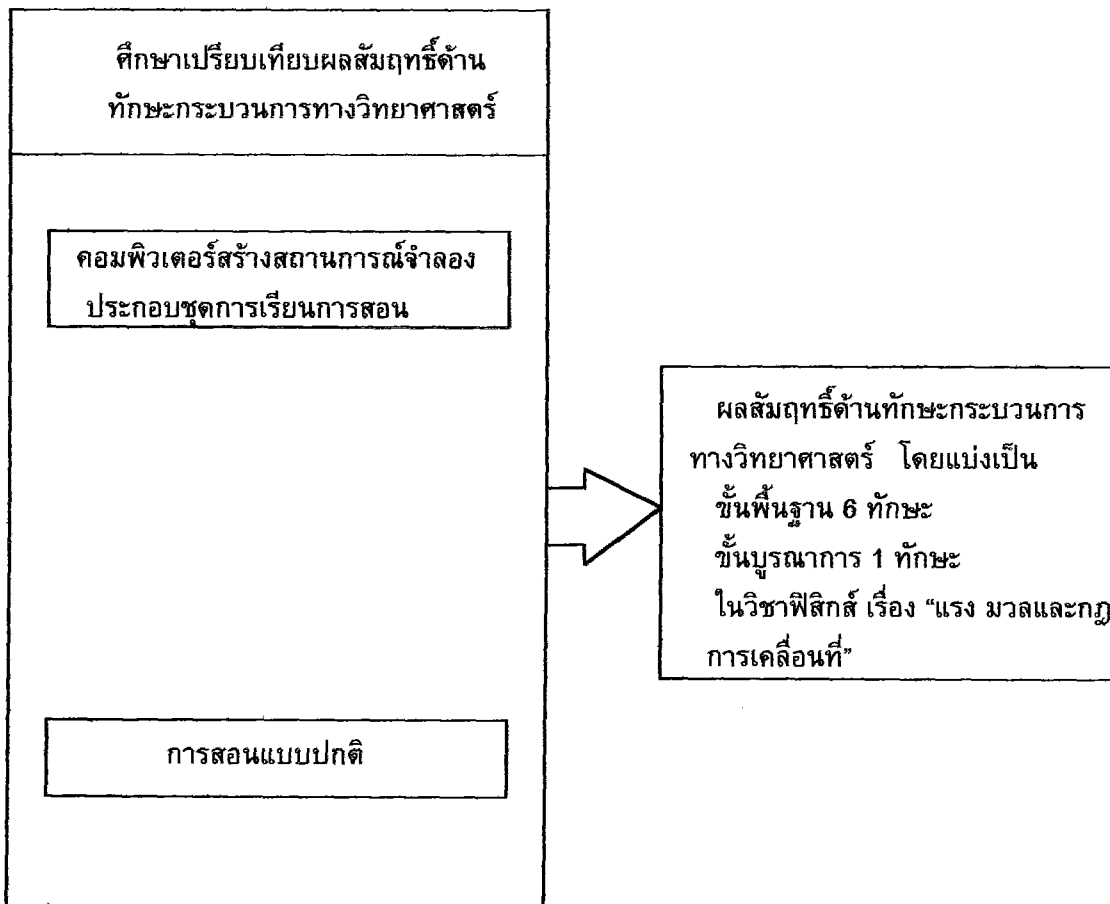 ศึกษาเปรียบเทียบผลสัมฤทธิ์ด้าน
ทักษะกระบวนการทางวิทยาศาสตร์
คอมพิวเตอร์สร้างสถานการณ์จำลอง
ประกอบชุดการเรียนการสอน
ผลสัมฤทธิ์ด้านทักษะกระบวนการ
ทางวิทยาศาสตร์ โดยแบ่งเป็น
ขั้นพื้นฐาน 6 ทักษะ
ขั้นบูรณาการ 1 ทักษะ
ในวิชาฟิสิกส์ เรื่อง “แรง มวลและกฎ
การเคลื่อนที่”
การสอนแบบปกติ